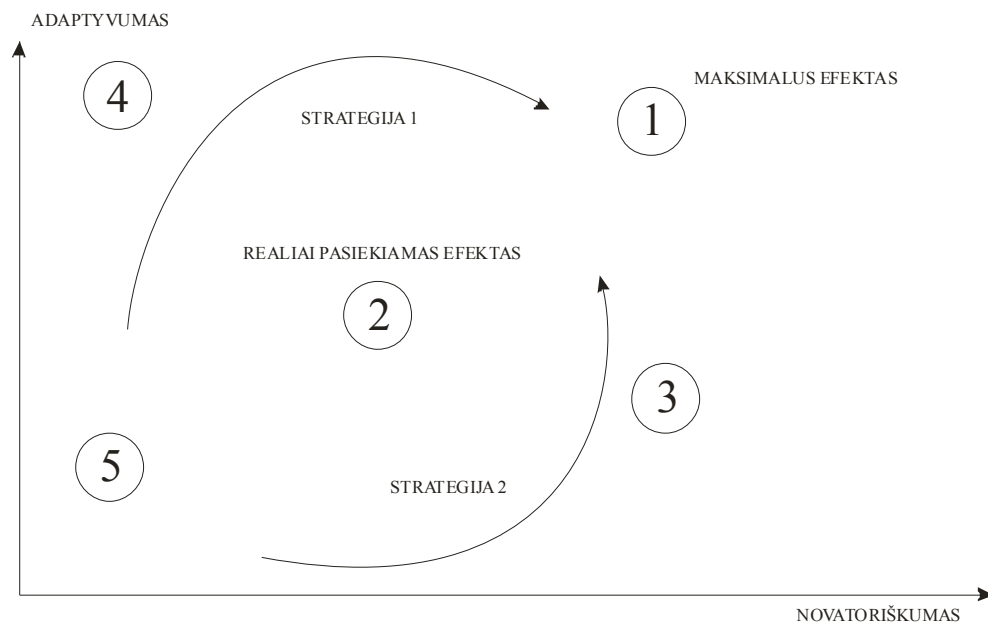 ADAPTYVUMAS
4
MAKSIMALUS EFEKTAS
1
STRATEGIJA 1
REALIAI PASIEKIAMAS EFEKTAS
2
3
5
STRATEGIJA 2
NOVATORIŠKUMAS